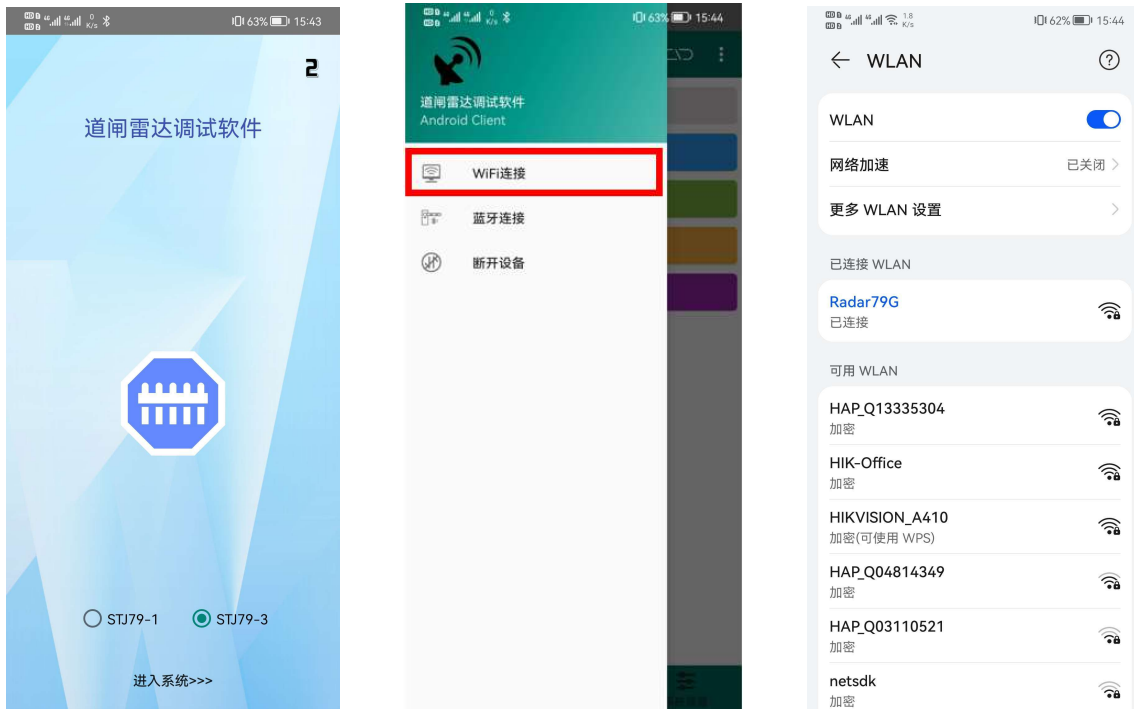 0
K/s
63%
15:43
2
道闸雷达调试软件
STJ79-1
STJ79-3
进入系统>>>
0
K/s
63%
15:44
道闸雷达调试软件
Android Client
WiFi连接
蓝牙连接
断开设备
1.8
K/s
62%
15:44
WLAN
WLAN
网络加速
已关闭
更多 WLAN 设置
已连接 WLAN
Radar79G
已连接
可用 WLAN
HAP_Q13335304
加密
HIK-Office
加密
HIKVISION_A410
加密(可使用 WPS)
HAP_Q04814349
加密
HAP_Q03110521
加密
netsdk
加密